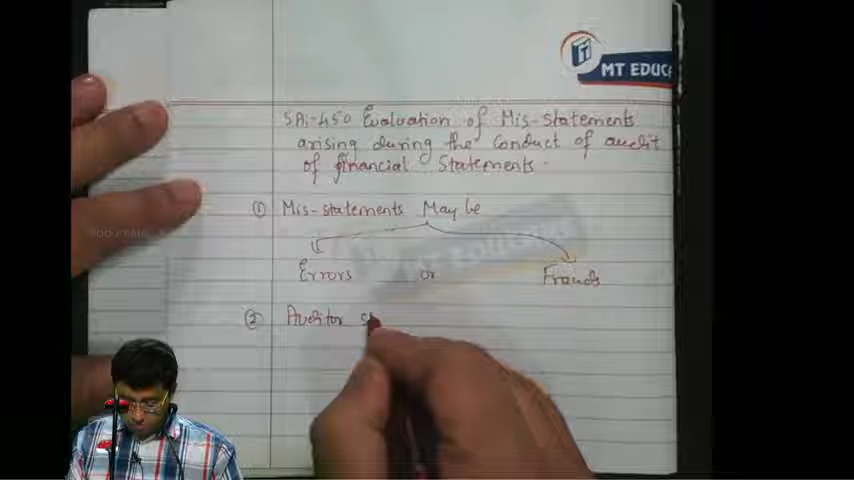 MT EDUCA
SA:-450 Evaluation of Mis-statements
arising during the Conduct of audit
of financial Statements.
① Mis-statements May be
Errors or Frauds
② Auditor